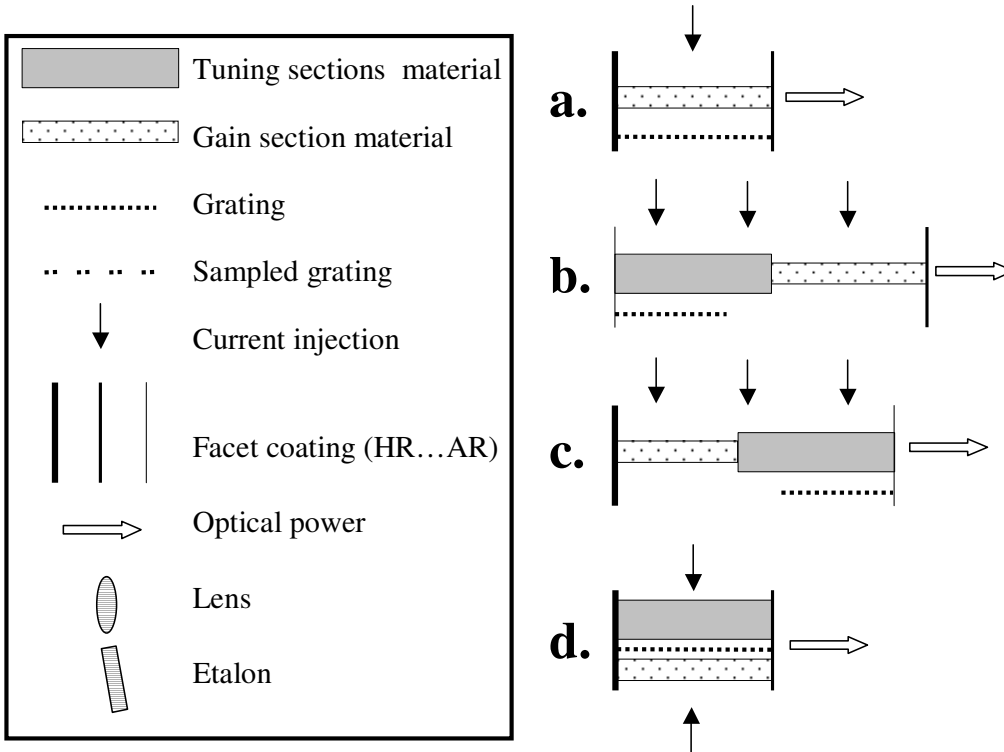 Tuning sections material
Gain section material
Grating
Sampled grating
Current injection
Facet coating (HR…AR)
Optical power
Lens
Etalon
a.
b.
c.
d.